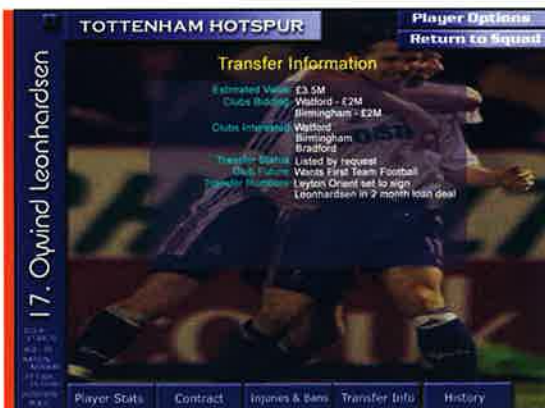 TOTTENHAM HOTSPUR
Player Options
Return to Squad
17. Oyvind Leonhardsen
Transfer Information
Estimated Value: £3.5M
Clubs Bidding: Watford - £2M
Birmingham - £2M
Clubs Interested: Watford
Birmingham
Bradford
Transfer Status: Listed by request
Club Future: Wants First Team Football
Transfer Rumours: Leyton Orient set to sign
Leonhardsen in 2 month loan deal
Player Stats
Contract
Injuries & Bans
Transfer Info
History